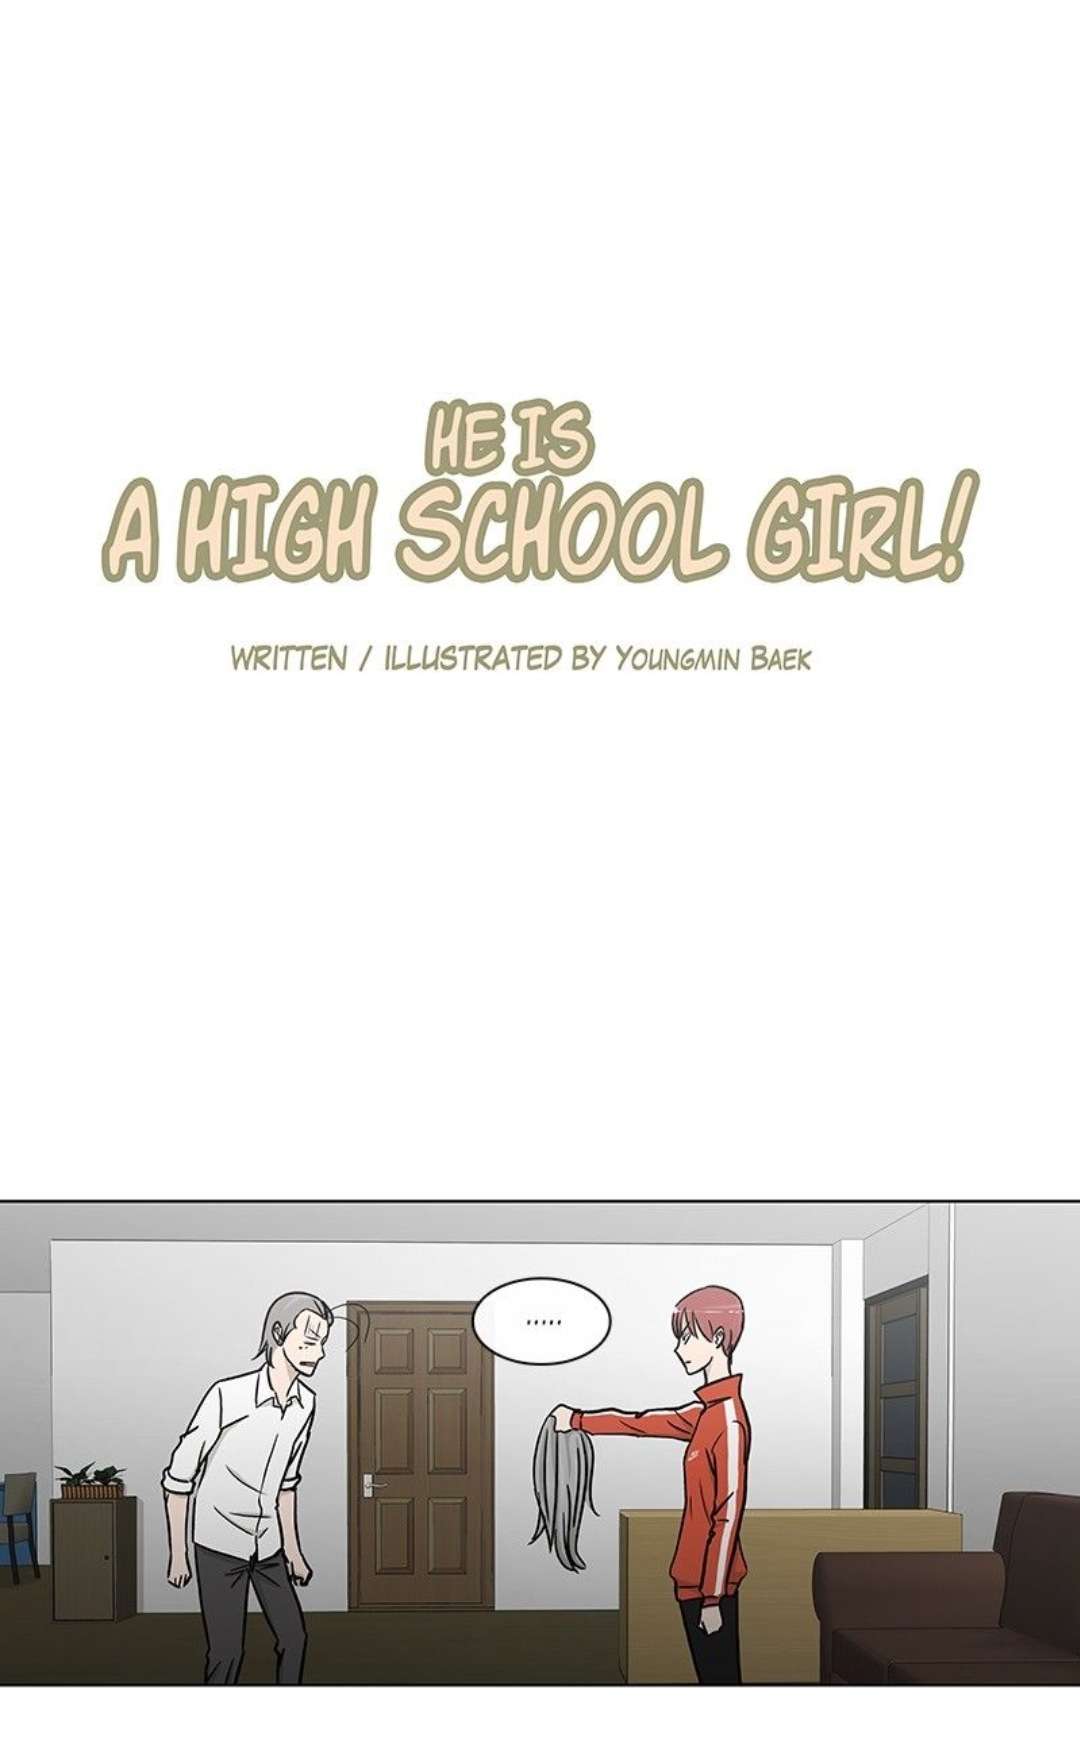 HE IS
A HIGH SCHOOL GIRL!
WRITTEN / ILLUSTRATED BY YOUNGMIN BAEK
.....